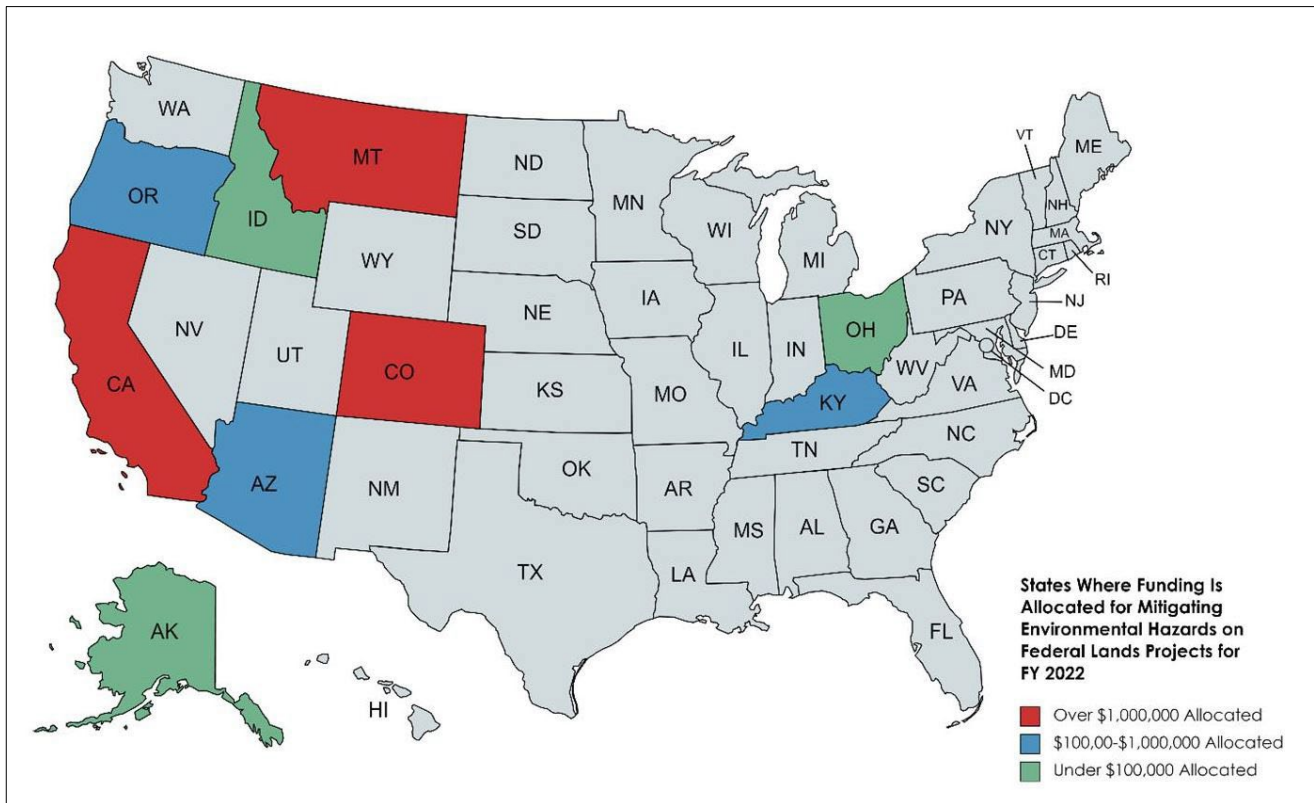 WA
MT
ND
OR
ID
SD
MN
WI
MI
NY
VT
NH
ME
MA
CT
RI
WY
NE
IA
PA
NJ
NV
UT
CO
KS
MO
IL
IN
OH
WV
VA
DE
MD
DC
CA
KY
AZ
NM
OK
AR
TN
NC
SC
TX
LA
MS
AL
GA
FL
AK
HI
States Where Funding Is
Allocated for Mitigating
Environmental Hazards on
Federal Lands Projects for
FY 2022
Over $1,000,000 Allocated
$100,00-$1,000,000 Allocated
Under $100,000 Allocated